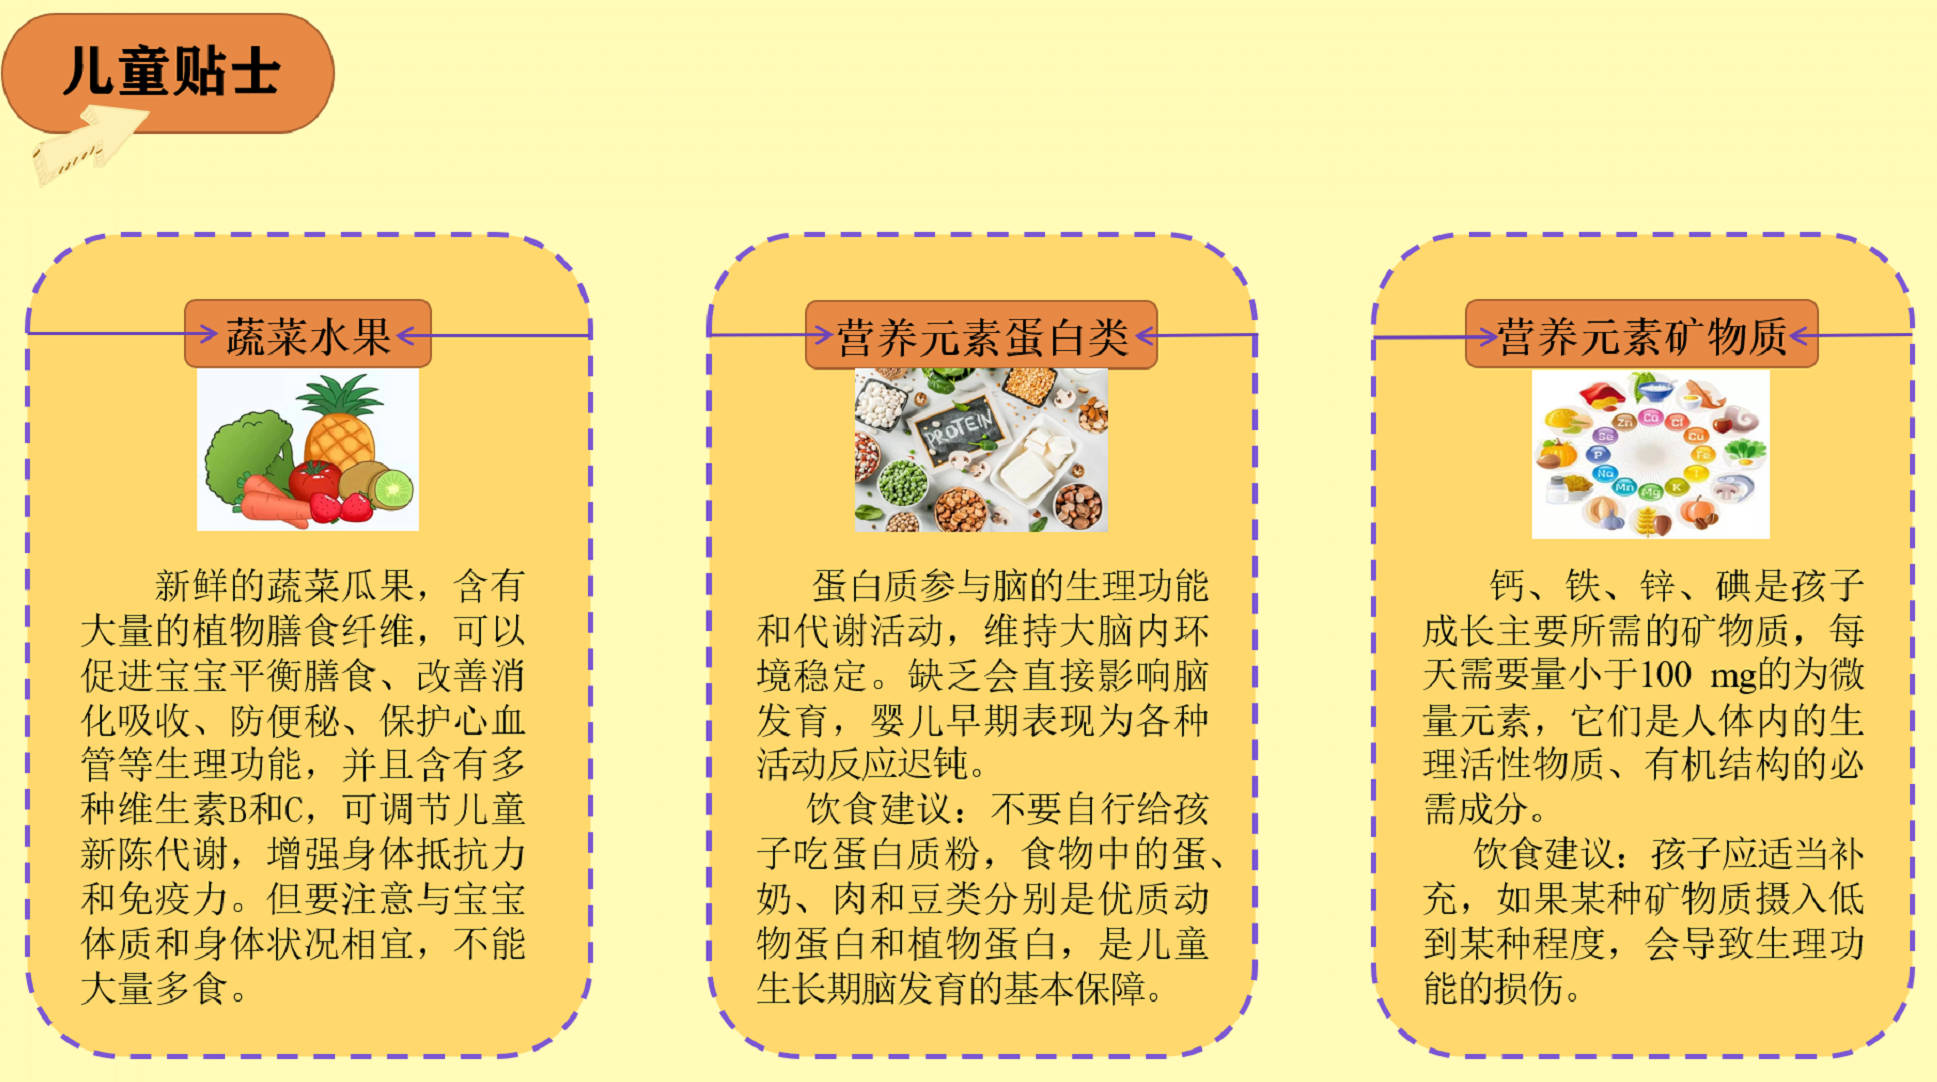 儿童贴士
蔬菜水果
新鲜的蔬菜瓜果，含有
大量的植物膳食纤维，可以
促进宝宝平衡膳食、改善消
化吸收、防便秘、保护心血
管等生理功能，并且含有多
种维生素B和C，可调节儿童
新陈代谢，增强身体抵抗力
和免疫力。但要注意与宝宝
体质和身体状况相宜，不能
大量多食。
营养元素蛋白类
PROTEIN
蛋白质参与脑的生理功能
和代谢活动，维持大脑内环
境稳定。缺乏会直接影响脑
发育，婴儿早期表现为各种
活动反应迟钝。
饮食建议：不要自行给孩
子吃蛋白质粉，食物中的蛋、
奶、肉和豆类分别是优质动
物蛋白和植物蛋白，是儿童
生长期脑发育的基本保障。
营养元素矿物质
Zn
Co
Se
Cu
Fe
P
Na
Mn
Mg
K
钙、铁、锌、碘是孩子
成长主要所需的矿物质，每
天需要量小于100 mg的为微
量元素，它们是人体内的生
理活性物质、有机结构的必
需成分。
饮食建议：孩子应适当补
充，如果某种矿物质摄入低
到某种程度，会导致生理功
能的损伤。